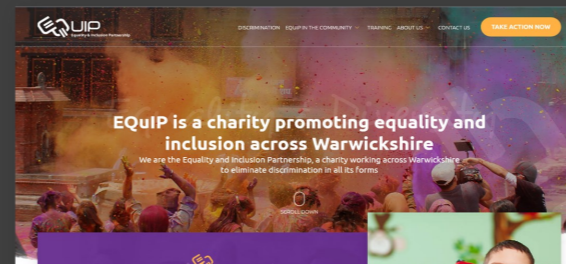 EQUIP
Equality & Inclusion Partnership
DISCRIMINATION EQUIP IN THE COMMUNITY TRAINING ABOUT US CONTACT US TAKE ACTION NOW
EQuIP is a charity promoting equality and
inclusion across Warwickshire
We are the Equality and Inclusion Partnership, a charity working across Warwickshire
to eliminate discrimination in all its forms
SCROLL DOWN